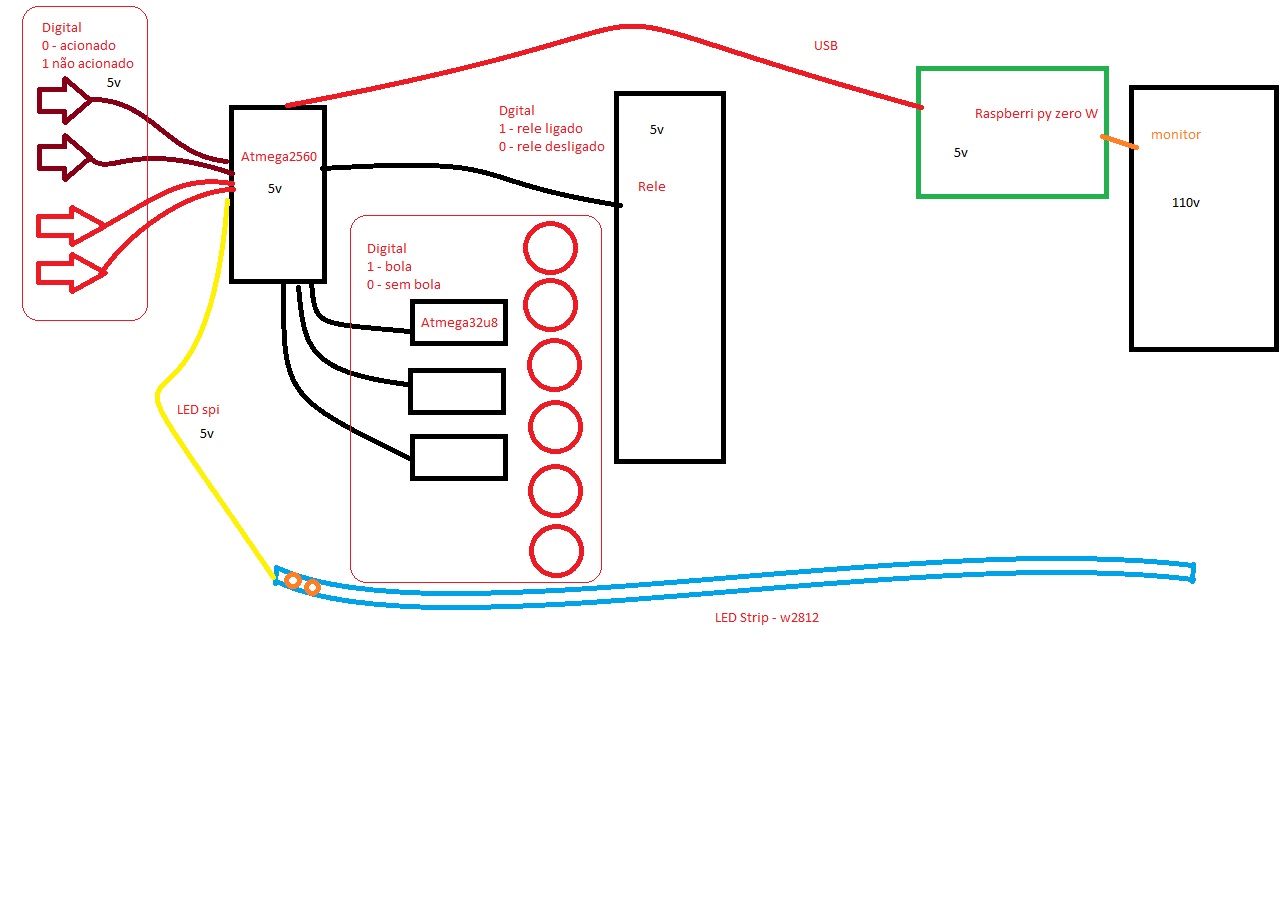 Digital
0 - acionado
1 não acionado
5v
Atmega2560
5v
USB
Dgital
1 - rele ligado
0 - rele desligado
5v
Rele
Raspberri py zero W
5v
monitor
110v
Digital
1 - bola
0 - sem bola
Atmega32u8
LED spi
5v
LED Strip - w2812